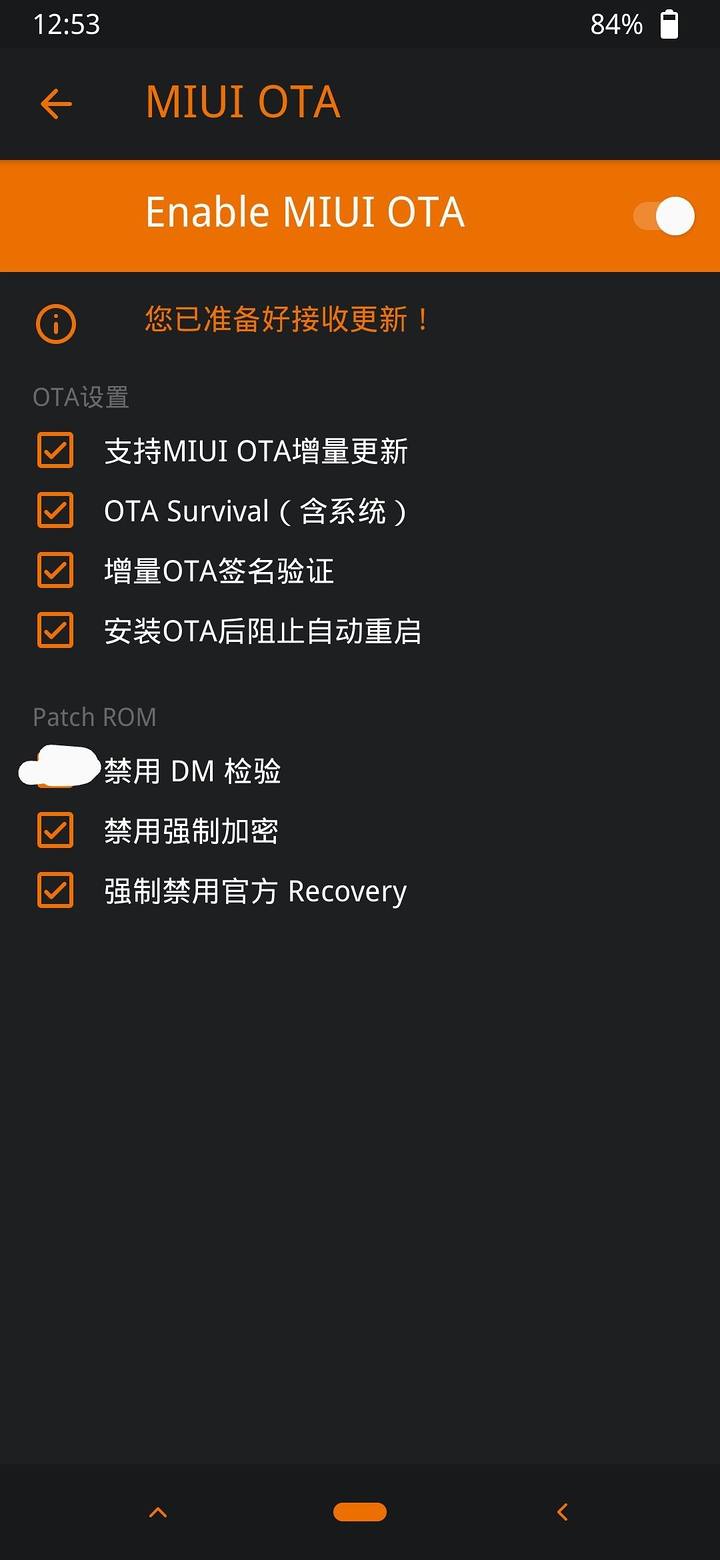 12:53
84%
MIUI OTA
Enable MIUI OTA
您已准备好接收更新！
OTA设置
支持MIUI OTA增量更新
OTA Survival（含系统）
增量OTA签名验证
安装OTA后阻止自动重启
Patch ROM
禁用 DM 检验
禁用强制加密
强制禁用官方 Recovery